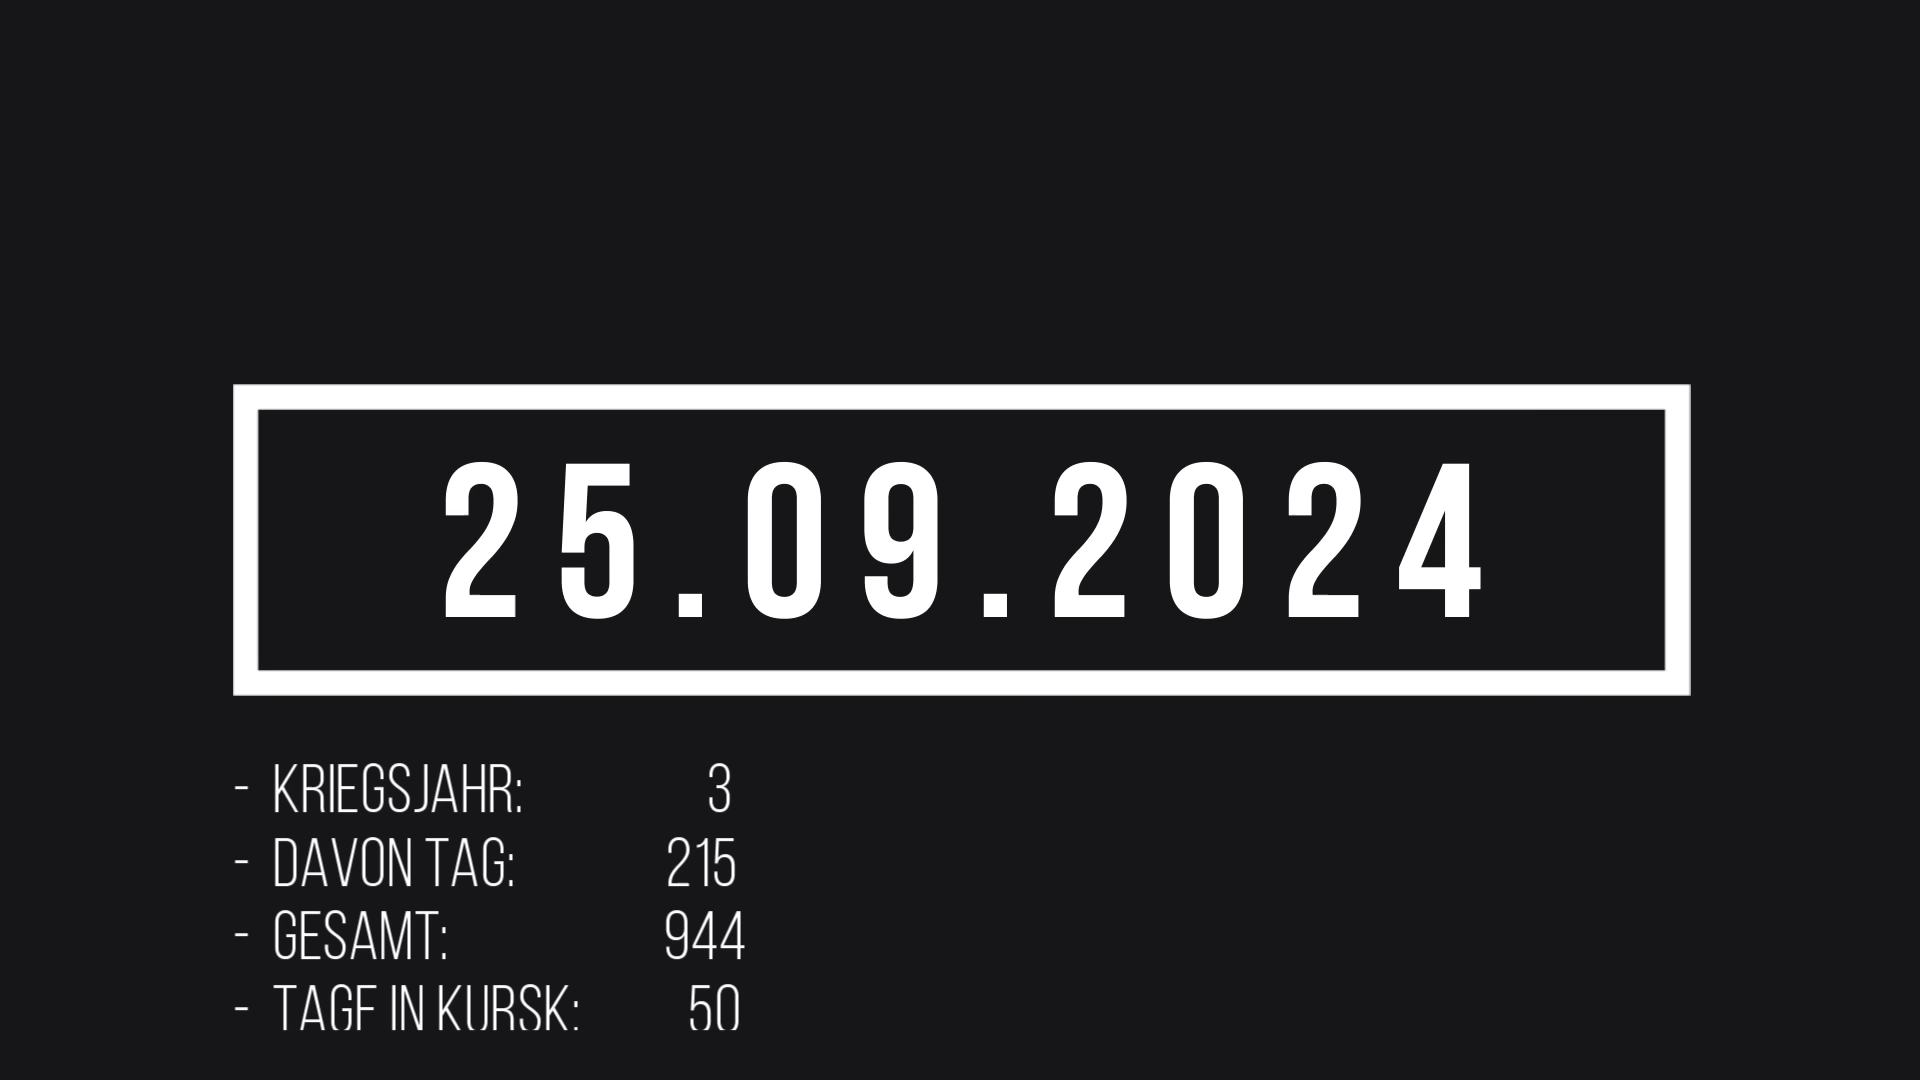 25.09.2024
- KRIEGSJAHR: 3
- DAVON TAG: 215
- GESAMT: 944
- TAGE IN KURSK: 50